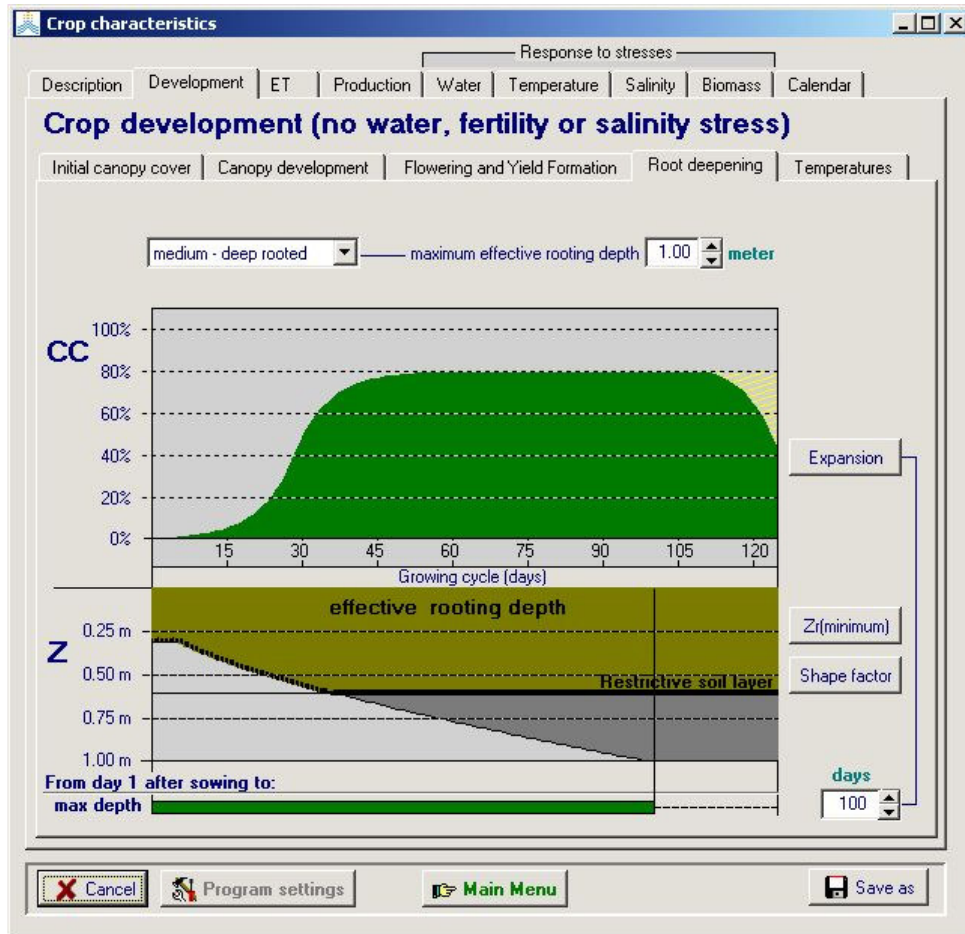 Crop characteristics
Response to stresses
Description Development ET Production Water Temperature Salinity Biomass Calendar
Crop development (no water, fertility or salinity stress)
Initial canopy cover Canopy development Flowering and Yield Formation Root deepening Temperatures
medium - deep rooted maximum effective rooting depth 1.00 meter
CC
100%
80%
60%
40%
20%
0%
Expansion
15 30 45 60 75 90 105 120
Growing cycle (days)
effective rooting depth
Z
0.25 m
0.50 m
0.75 m
1.00 m
Restrictive soil layer
Zr(minimum)
Shape factor
From day 1 after sowing to:
max depth
days
100
Cancel Program settings Main Menu Save as